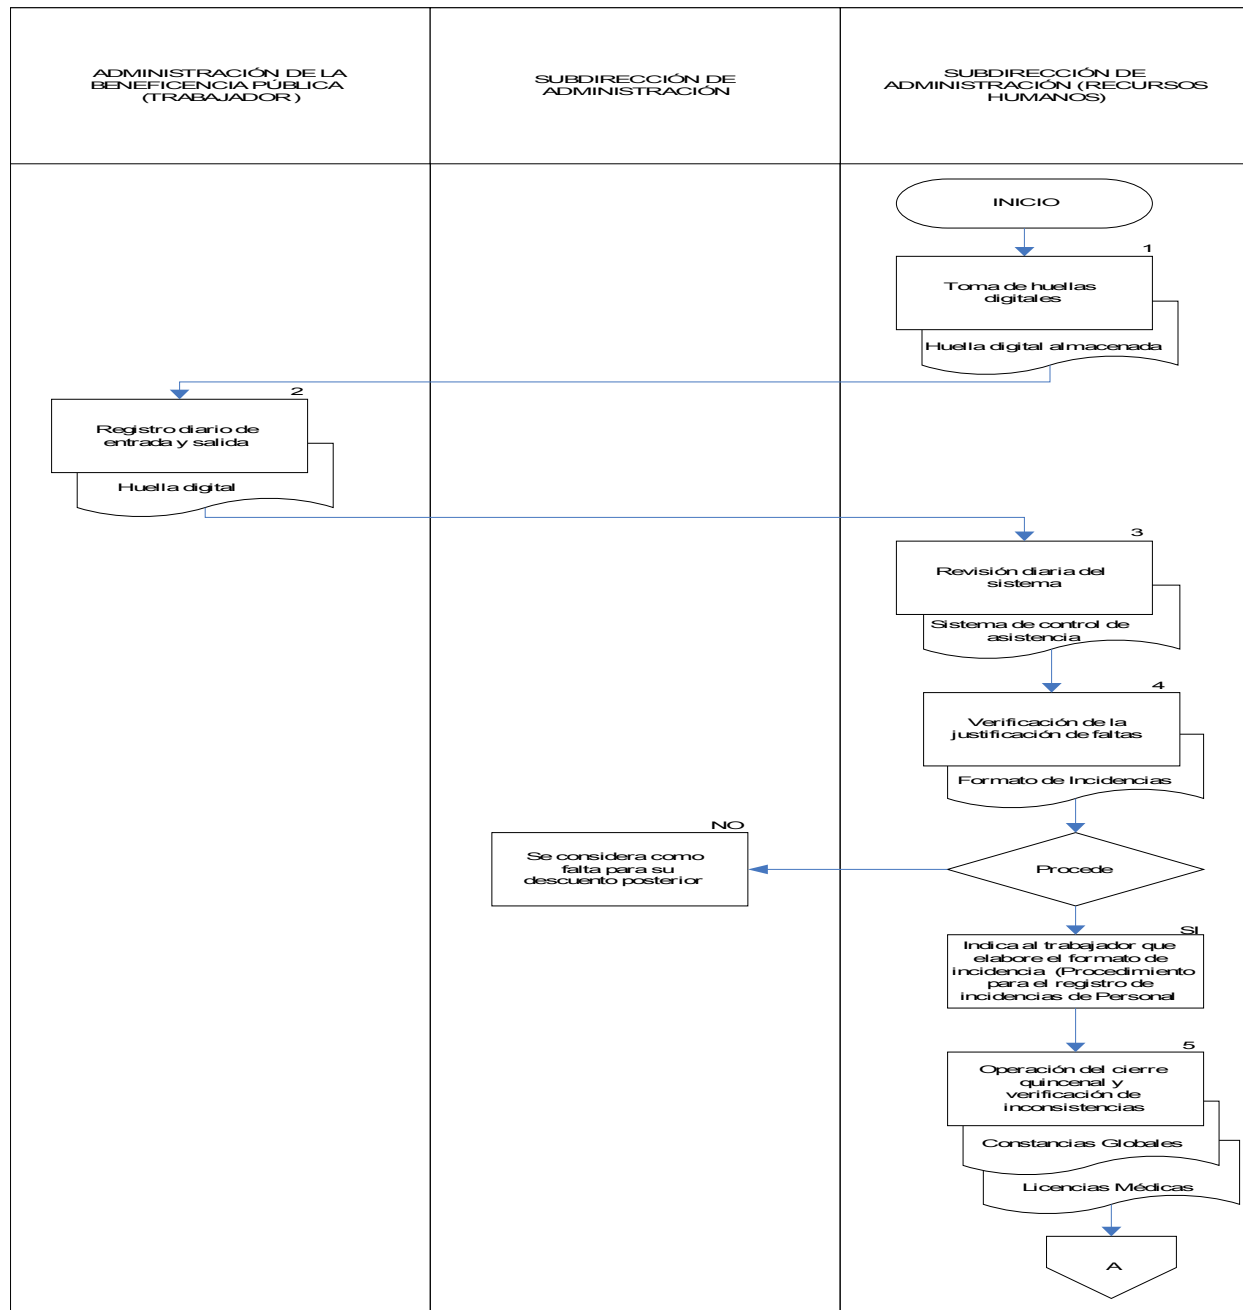 ADMINISTRACIÓN DE LA
BENEFICENCIA PÚBLICA
(TRABAJADOR)
SUBDIRECCIÓN DE
ADMINISTRACIÓN
SUBDIRECCIÓN DE
ADMINISTRACIÓN (RECURSOS
HUMANOS)
INICIO
1
Toma de huellas
digitales
Huella digital almacenada
2
Registro diario de
entrada y salida
Huella digital
3
Revisión diaria del
sistema
Sistema de control de
asistencia
4
Verificación de la
justificación de faltas
Formato de Incidencias
NO
Se considera como
falta para su
descuento posterior
Procede
SI
Indica al trabajador que
elabore el formato de
incidencia (Procedimiento
para el registro de
incidencias de Personal
5
Operación del cierre
quincenal y
verificación de
inconsistencias
Constancias Globales
Licencias Médicas
A